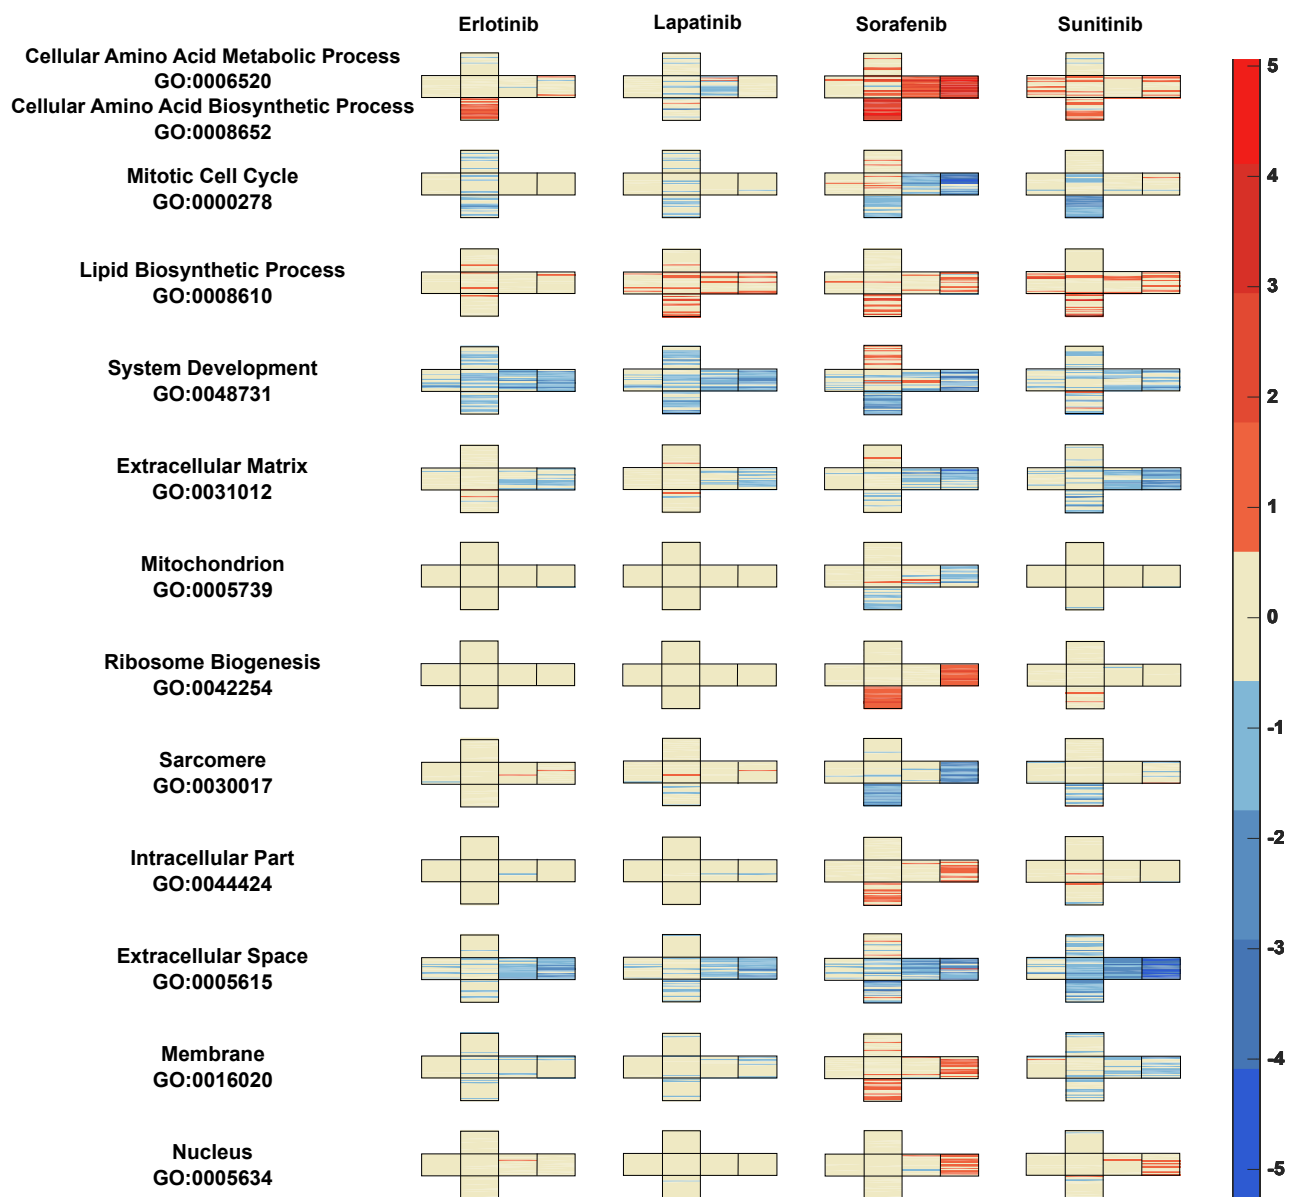 Erlotinib Lapatinib Sorafenib Sunitinib
Cellular Amino Acid Metabolic Process
GO:0006520
Cellular Amino Acid Biosynthetic Process
GO:0008652
Mitotic Cell Cycle
GO:0000278
Lipid Biosynthetic Process
GO:0008610
System Development
GO:0048731
Extracellular Matrix
GO:0031012
Mitochondrion
GO:0005739
Ribosome Biogenesis
GO:0042254
Sarcomere
GO:0030017
Intracellular Part
GO:0044424
Extracellular Space
GO:0005615
Membrane
GO:0016020
Nucleus
GO:0005634
5
4
3
2
1
0
-1
-2
-3
-4
-5